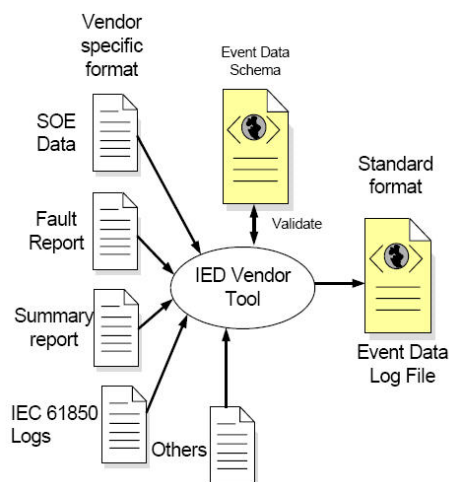 Vendor
specific
format
SOE
Data
Fault
Report
Summary
report
IEC 61850
Logs
Others
Event Data
Schema
Validate
IED Vendor
Tool
Standard
format
Event Data
Log File